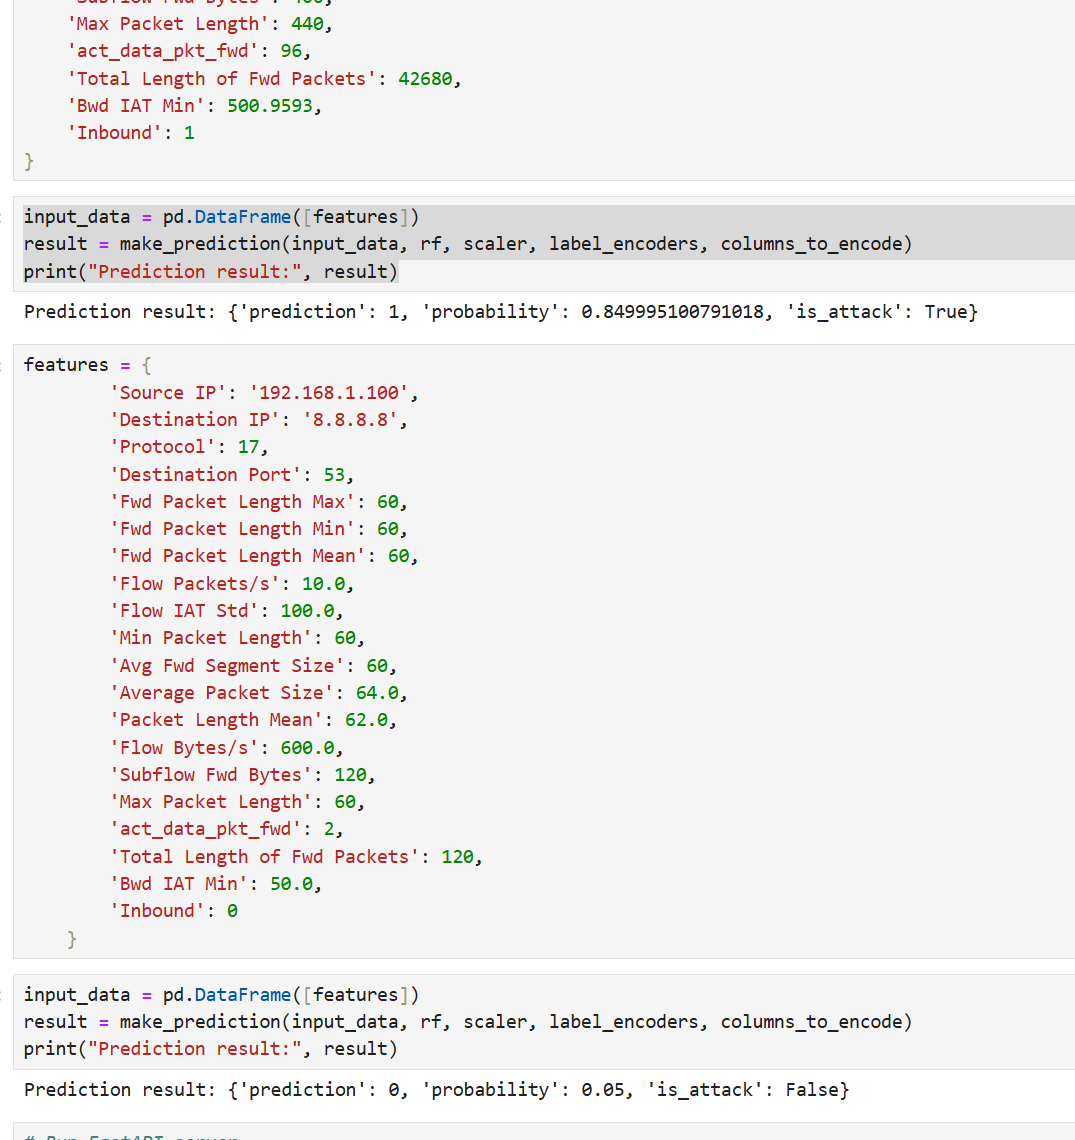 'Subflow Fwd Bytes': 
'Max Packet Length': 440,
'act_data_pkt_fwd': 96,
'Total Length of Fwd Packets': 42680,
'Bwd IAT Min': 500.9593,
'Inbound': 1
}
input_data = pd.DataFrame([features])
result = make_prediction(input_data, rf, scaler, label_encoders, columns_to_encode)
print("Prediction result:", result)
Prediction result: {'prediction': 1, 'probability': 0.849995100791018, 'is_attack': True}
features = {
'Source IP': '192.168.1.100',
'Destination IP': '8.8.8.8',
'Protocol': 17,
'Destination Port': 53,
'Fwd Packet Length Max': 60,
'Fwd Packet Length Min': 60,
'Fwd Packet Length Mean': 60,
'Flow Packets/s': 10.0,
'Flow IAT Std': 100.0,
'Min Packet Length': 60,
'Avg Fwd Segment Size': 60,
'Average Packet Size': 64.0,
'Packet Length Mean': 62.0,
'Flow Bytes/s': 600.0,
'Subflow Fwd Bytes': 120,
'Max Packet Length': 60,
'act_data_pkt_fwd': 2,
'Total Length of Fwd Packets': 120,
'Bwd IAT Min': 50.0,
'Inbound': 0
}
input_data = pd.DataFrame([features])
result = make_prediction(input_data, rf, scaler, label_encoders, columns_to_encode)
print("Prediction result:", result)
Prediction result: {'prediction': 0, 'probability': 0.05, 'is_attack': False}
# Run FastAPI server